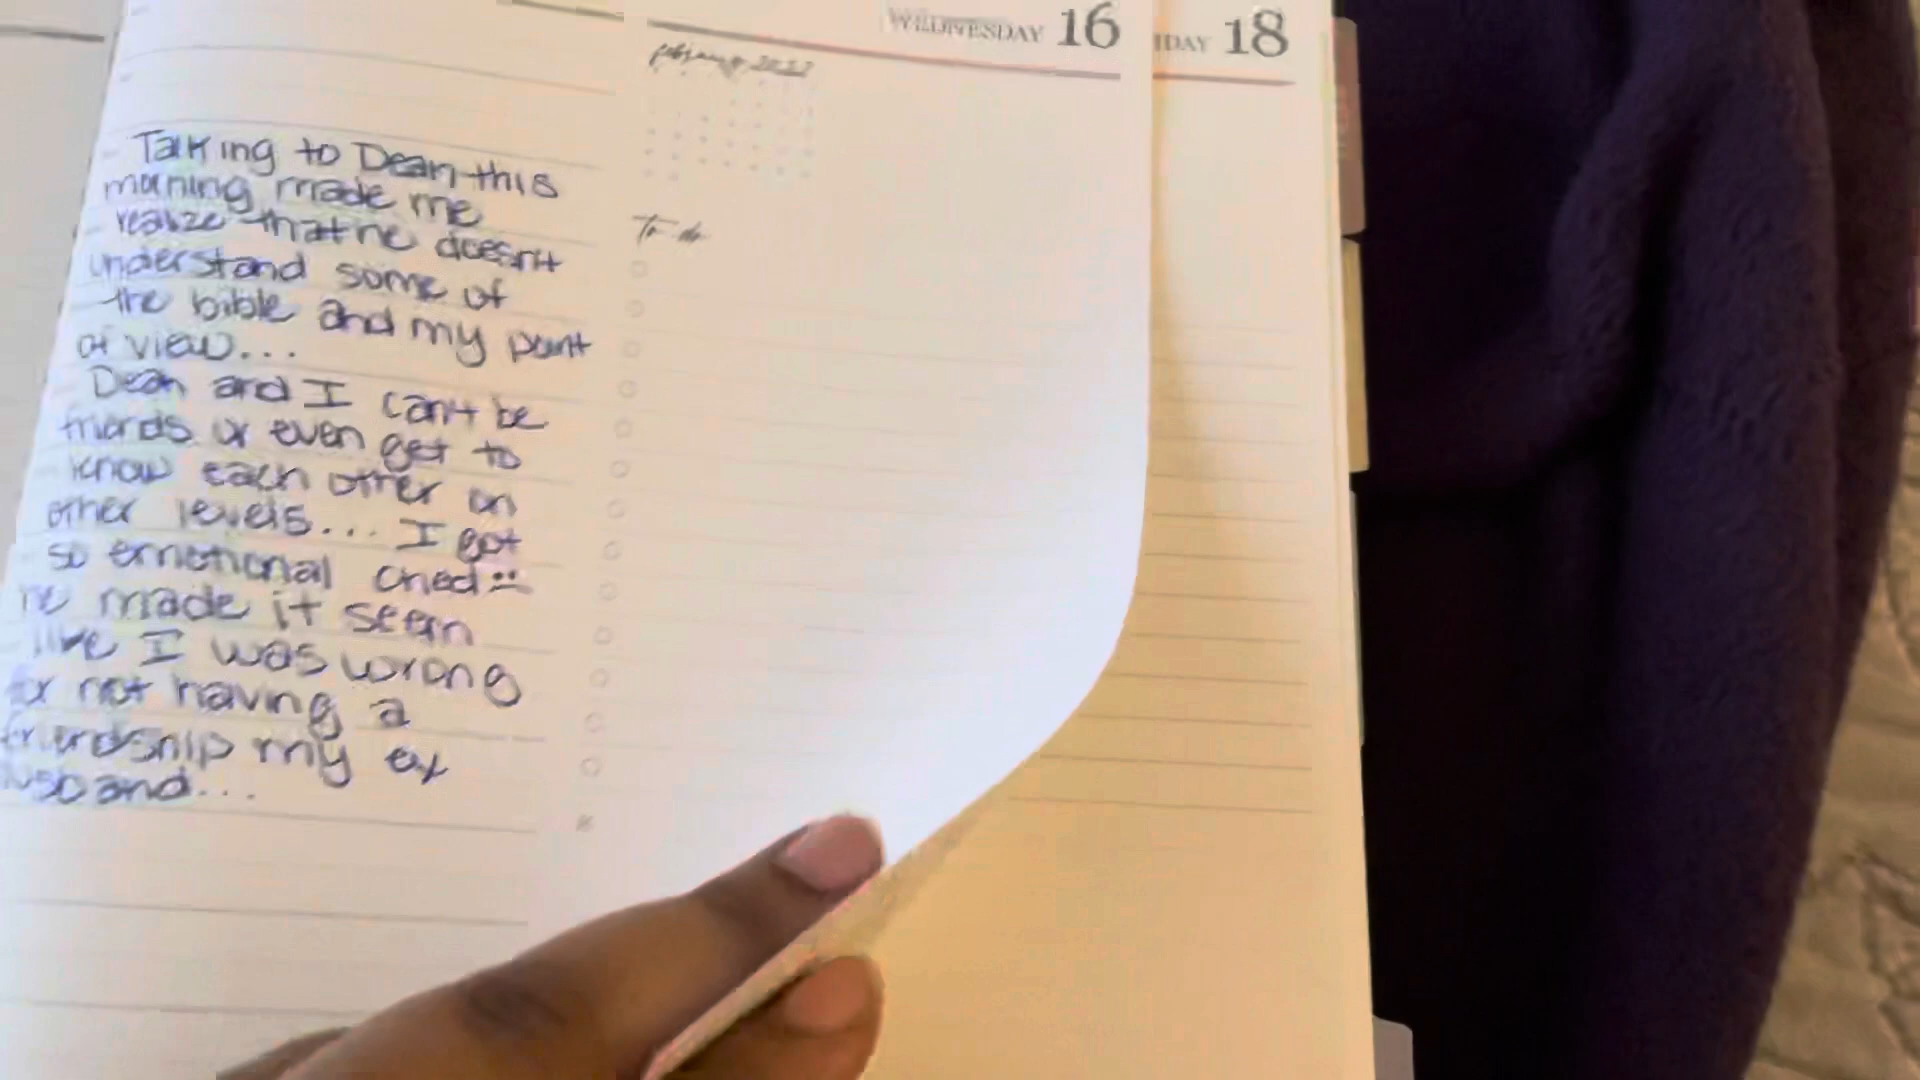 Talking to Dean this
morning made me
realize that he doesn't
understand some of
the bible and my point
of view...
Dean and I can't be
friends or even get to
know each other on
other levels... I got
so emotional cried
he made it seem
like I was wrong
for not having a
friendship my ex
husband...
WEDNESDAY 16
february 2022
to do
IDAY 18